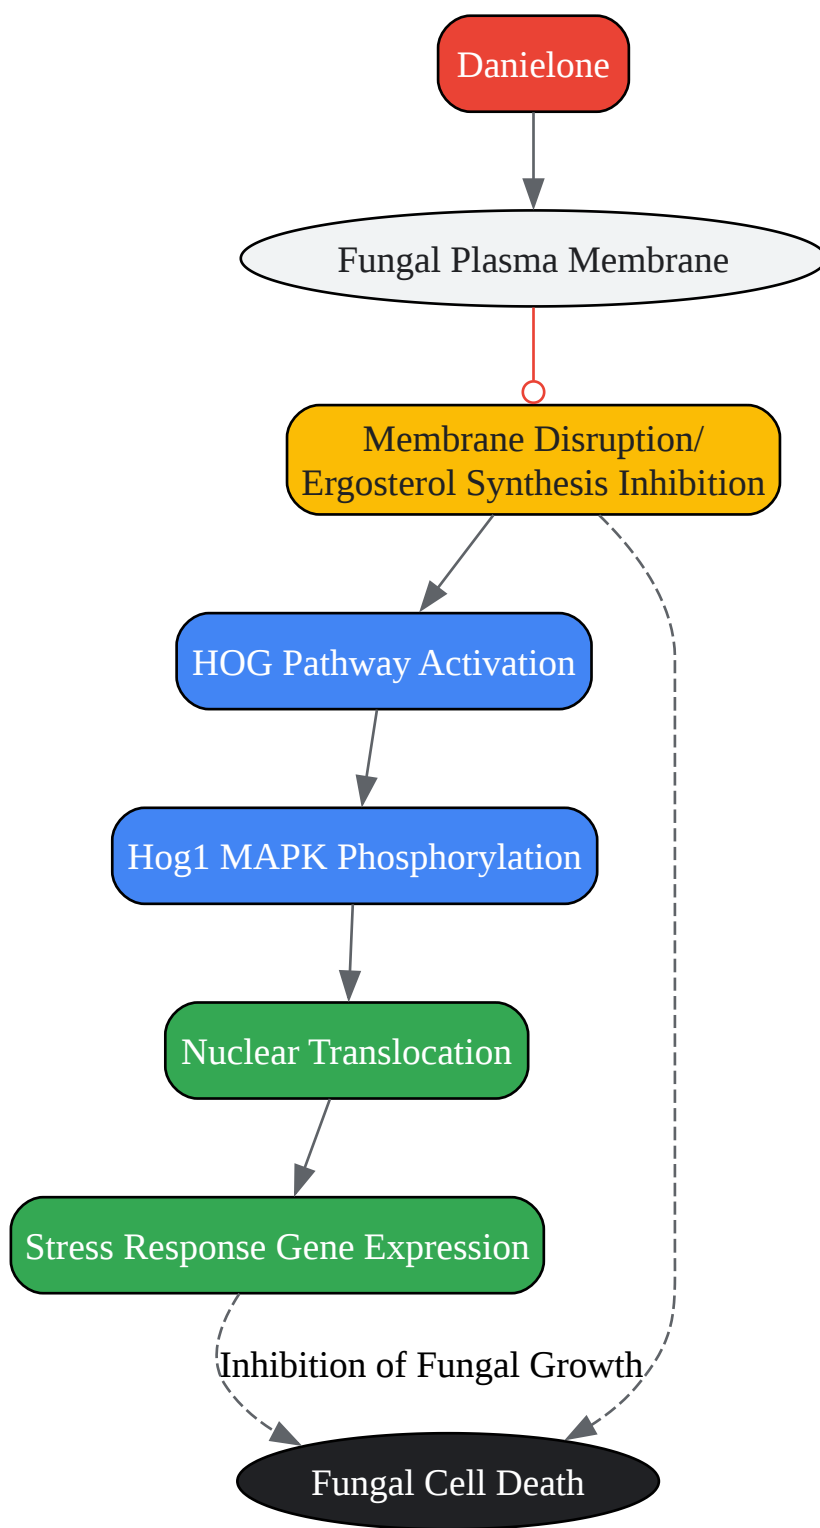 Danielone
Fungal Plasma Membrane
Membrane Disruption/
Ergosterol Synthesis Inhibition
HOG Pathway Activation
Hog1 MAPK Phosphorylation
Nuclear Translocation
Stress Response Gene Expression
Inhibition of Fungal Growth
Fungal Cell Death